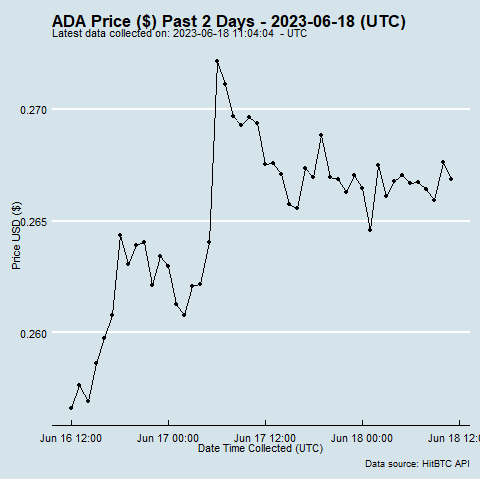 ADA Price ($) Past 2 Days - 2023-06-18 (UTC)
Latest data collected on: 2023-06-18 11:04:04 - UTC
0.270
0.265
0.260
Price USD ($)
Jun 16 12:00 Jun 17 00:00 Jun 17 12:00 Jun 18 00:00 Jun 18 12:
Date Time Collected (UTC)
Data source: HitBTC API